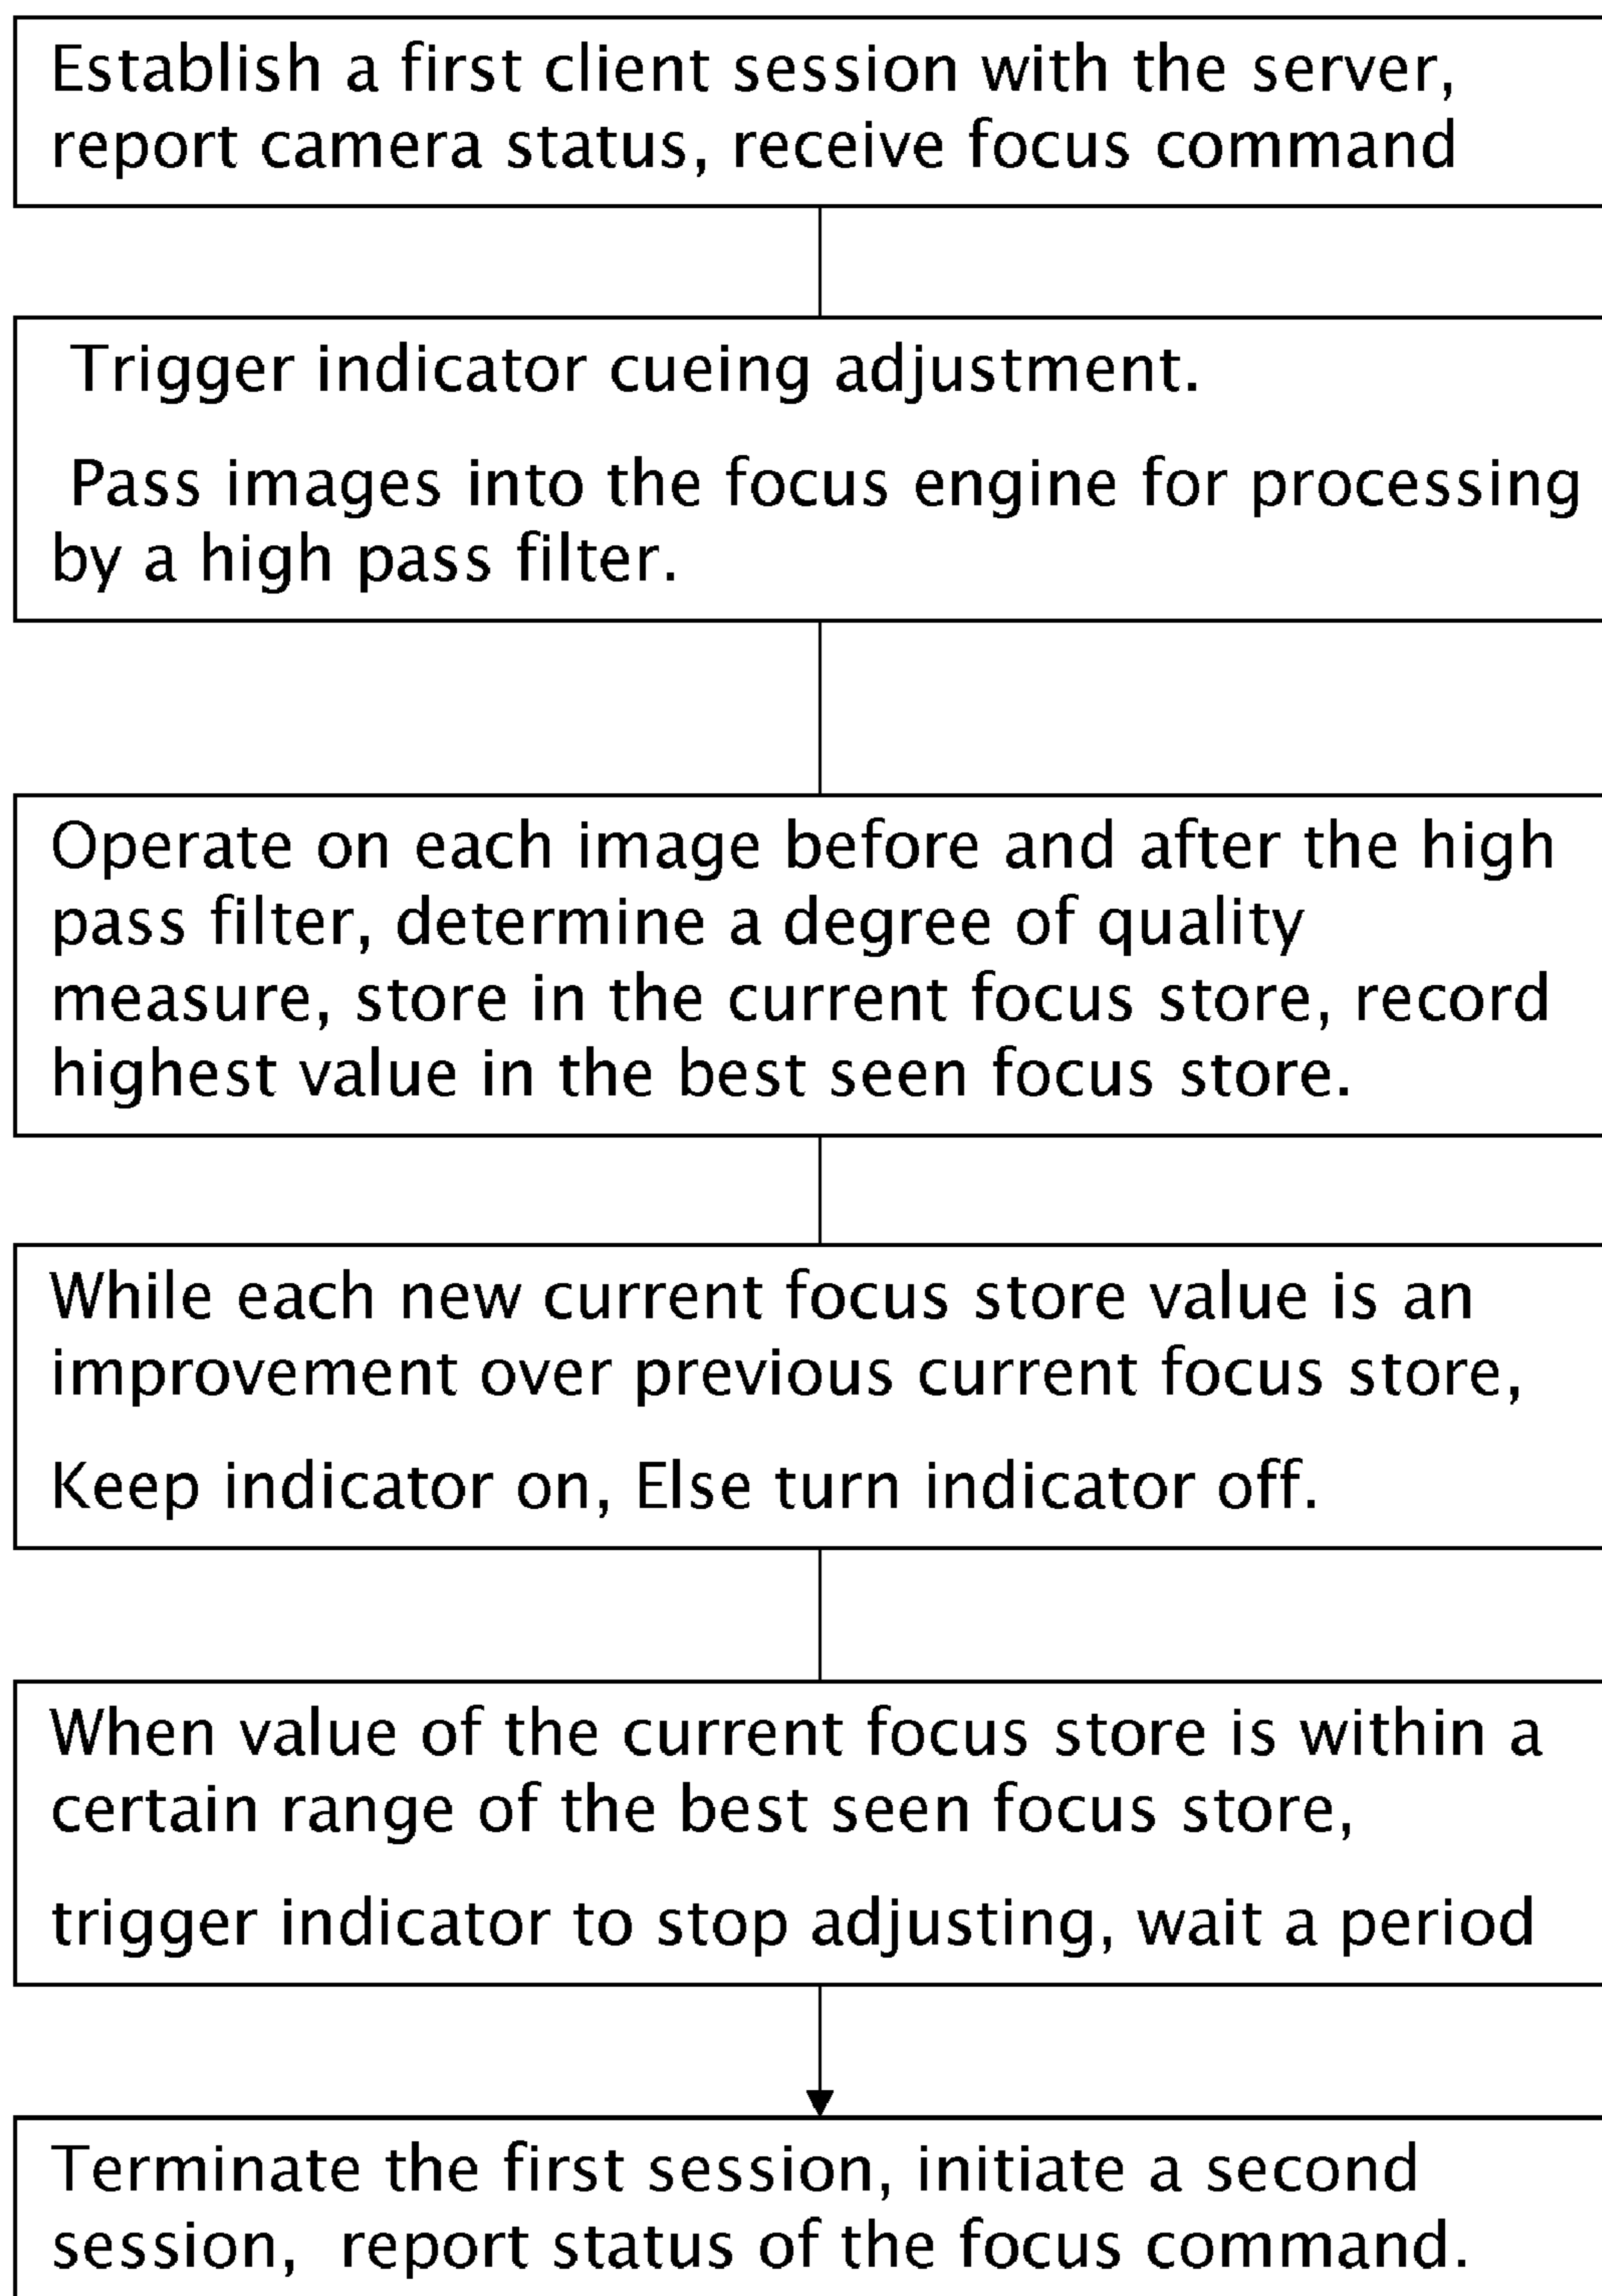 Establish a first client session with the server,
report camera status, receive focus command
Trigger indicator cueing adjustment.
Pass images into the focus engine for processing
by a high pass filter.
Operate on each image before and after the high
pass filter, determine a degree of quality
measure, store in the current focus store, record
highest value in the best seen focus store.
While each new current focus store value is an
improvement over previous current focus store,
Keep indicator on, Else turn indicator off.
When value of the current focus store is within a
certain range of the best seen focus store,
trigger indicator to stop adjusting, wait a period
Terminate the first session, initiate a second
session,  report status of the focus command.